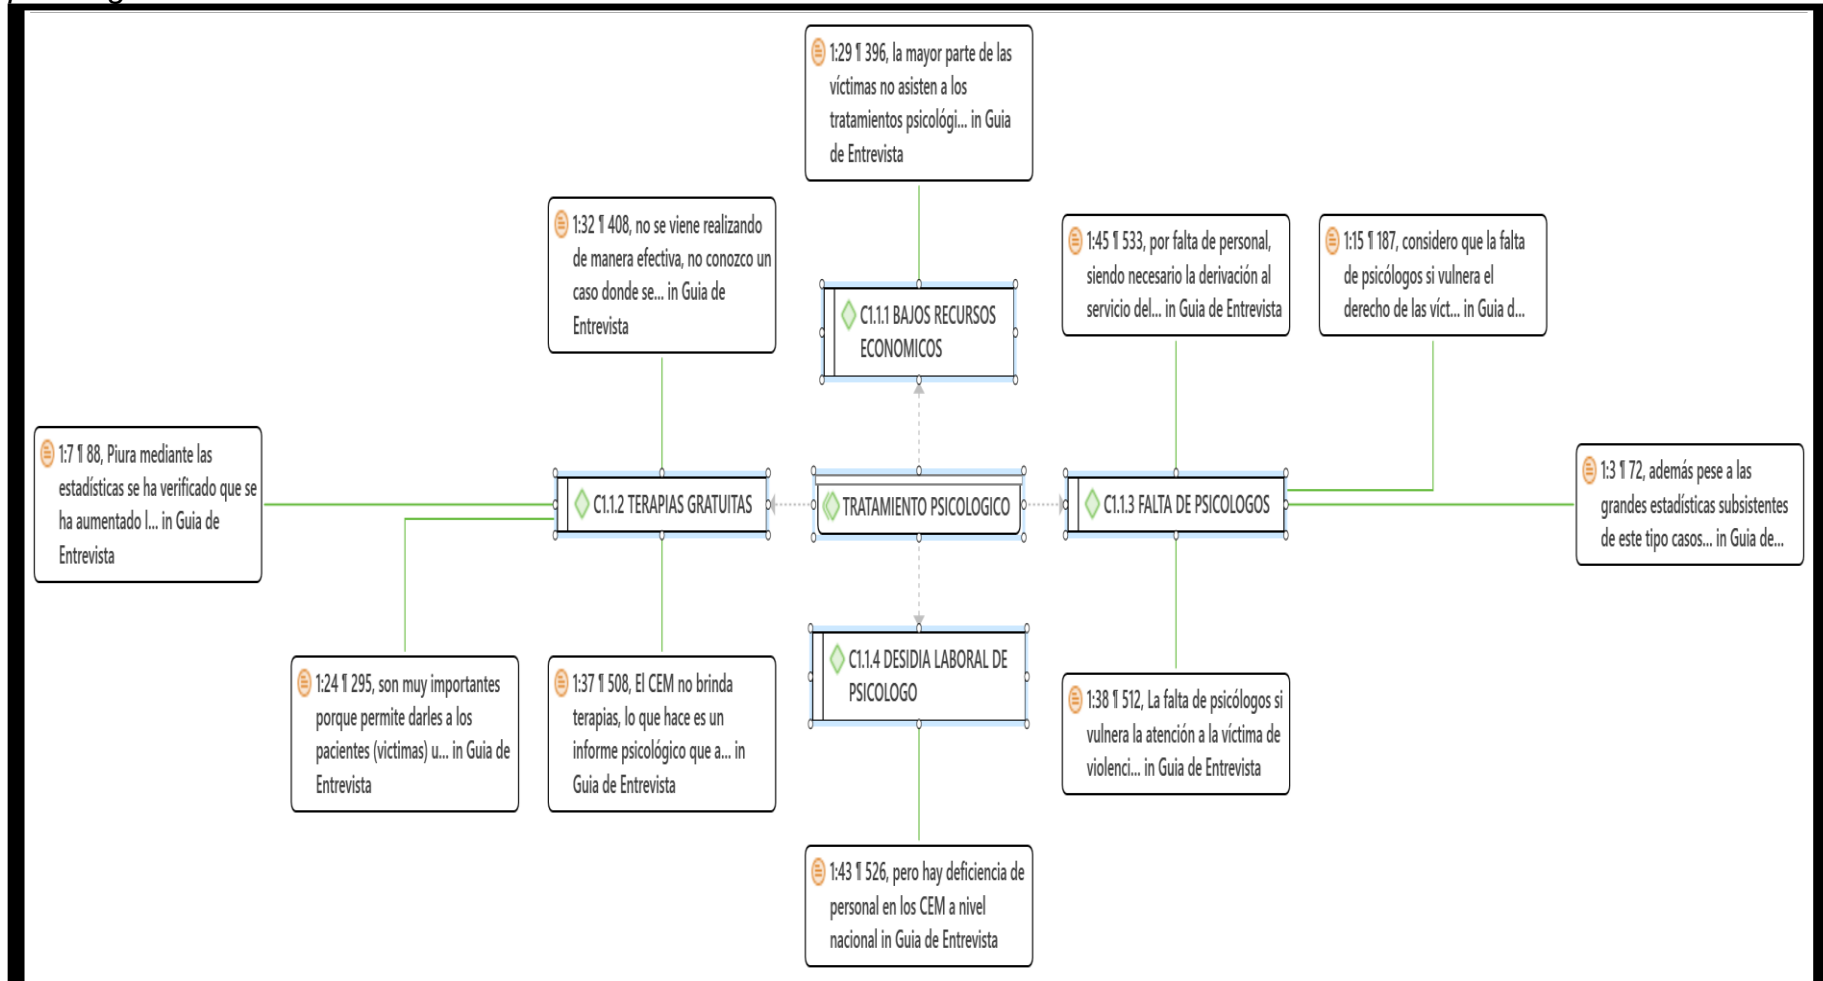 1:29 ¶ 396, la mayor parte de las
víctimas no asisten a los
tratamientos psicológi... in Guia
de Entrevista
1:32 ¶ 408, no se viene realizando
de manera efectiva, no conozco un
caso donde se... in Guia de
Entrevista
1:45 ¶ 533, por falta de personal,
siendo necesario la derivación al
servicio del... in Guia de Entrevista
1:15 ¶ 187, considero que la falta
de psicólogos si vulnera el
derecho de las víct... in Guia d...
C1.1.1 BAJOS RECURSOS
ECONOMICOS
1:7 ¶ 88, Piura mediante las
estadísticas se ha verificado que se
ha aumentado l... in Guia de
Entrevista
C1.1.2 TERAPIAS GRATUITAS
TRATAMIENTO PSICOLOGICO
C1.1.3 FALTA DE PSICOLOGOS
1:3 ¶ 72, además pese a las
grandes estadísticas subsistentes
de este tipo casos... in Guia de...
1:24 ¶ 295, son muy importantes
porque permite darles a los
pacientes (victimas) u... in Guia de
Entrevista
1:37 ¶ 508, El CEM no brinda
terapias, lo que hace es un
informe psicológico que a... in
Guia de Entrevista
C1.1.4 DESIDIA LABORAL DE
PSICOLOGO
1:38 ¶ 512, La falta de psicólogos si
vulnera la atención a la víctima de
violenci... in Guia de Entrevista
1:43 ¶ 526, pero hay deficiencia de
personal en los CEM a nivel
nacional in Guia de Entrevista